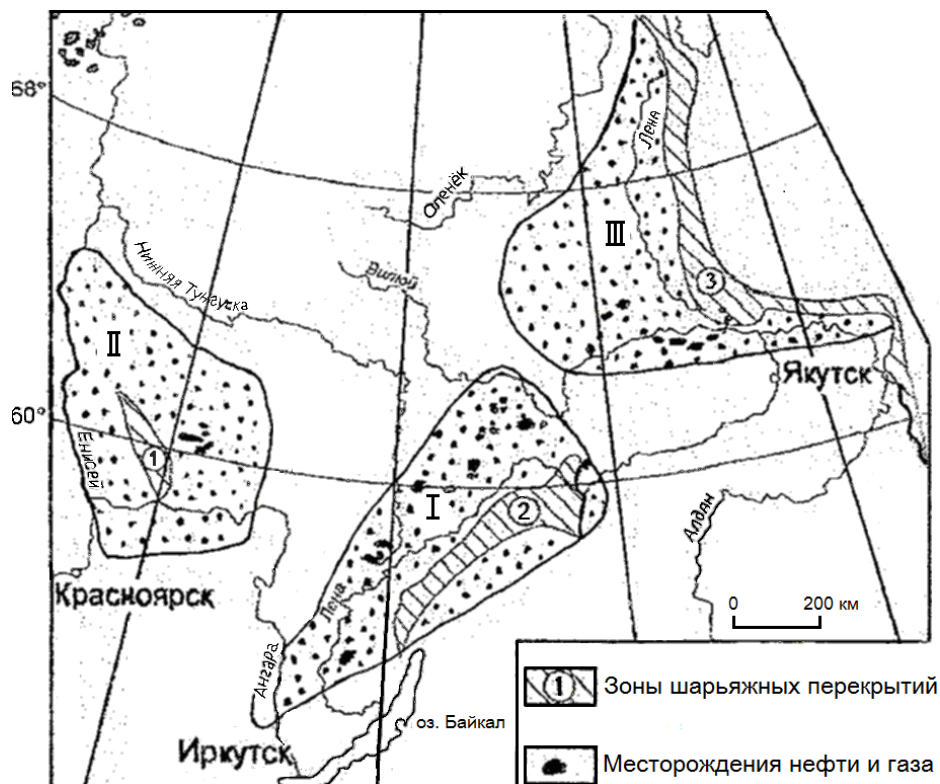 68°
Лена
Оленёк
III
Нижняя Тунгуска
Вилюй
3
II
Якутск
60°
Енисей
1
I
2
Алдан
Красноярск
Лена
0 200 км
Ангара
1 Зоны шарьяжных перекрытий
оз. Байкал
Иркутск
Месторождения нефти и газа